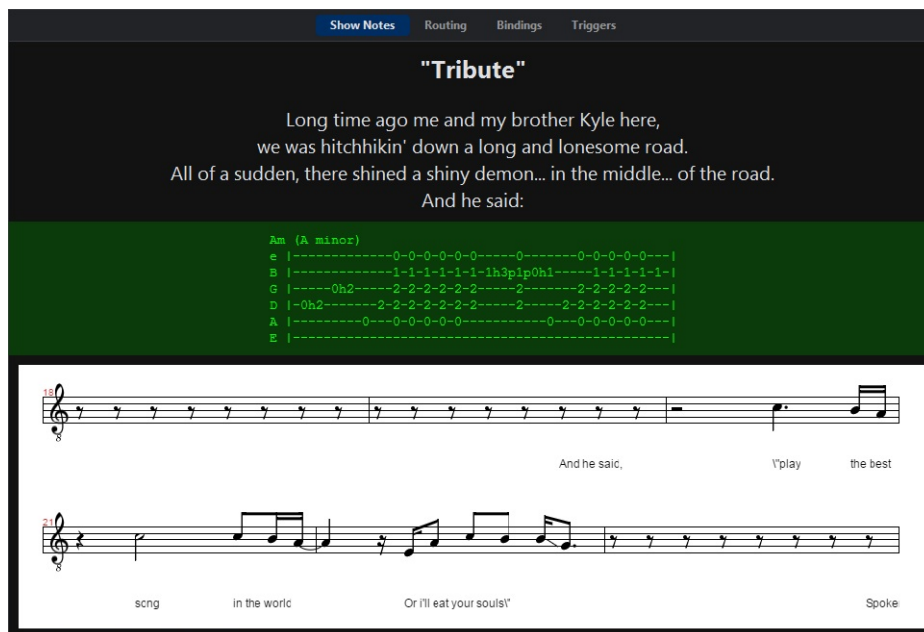 Show Notes Routing Bindings Triggers
"Tribute"
Long time ago me and my brother Kyle here,
we was hitchhikin' down a long and lonesome road.
All of a sudden, there shined a shiny demon... in the middle... of the road.
And he said:
Am (A minor)
e |-------------0-0-0-0-0-0-----0-------0-0-0-0-0---|
B |-------------1-1-1-1-1-1-1h3p1p0h1-----1-1-1-1-1-|
G |-----0h2-----2-2-2-2-2-2-----2-------2-2-2-2-2---|
D |-0h2-------2-2-2-2-2-2-2-----2-----2-2-2-2-2-2---|
A |---------0---0-0-0-0-0-----------0---0-0-0-0-0---|
E |--------------------------------------------------|
18
8
And he said, \"play the best
21
8
song in the world Or i'll eat your souls\" Spoke